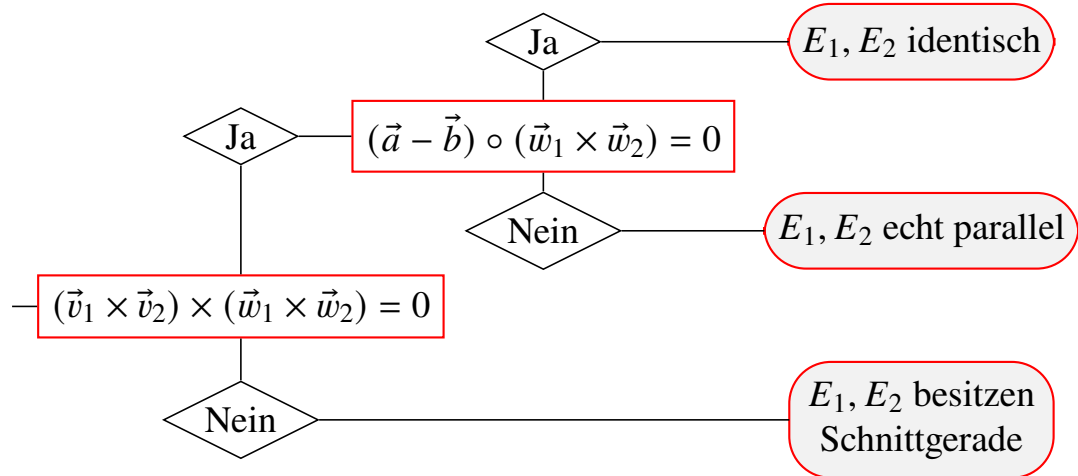 Ja
E₁, E₂ identisch
(a⃗ − b⃗) ∘ (w⃗₁ × w⃗₂) = 0
Ja
Nein
E₁, E₂ echt parallel
(v⃗₁ × v⃗₂) × (w⃗₁ × w⃗₂) = 0
Nein
E₁, E₂ besitzen
Schnittgerade